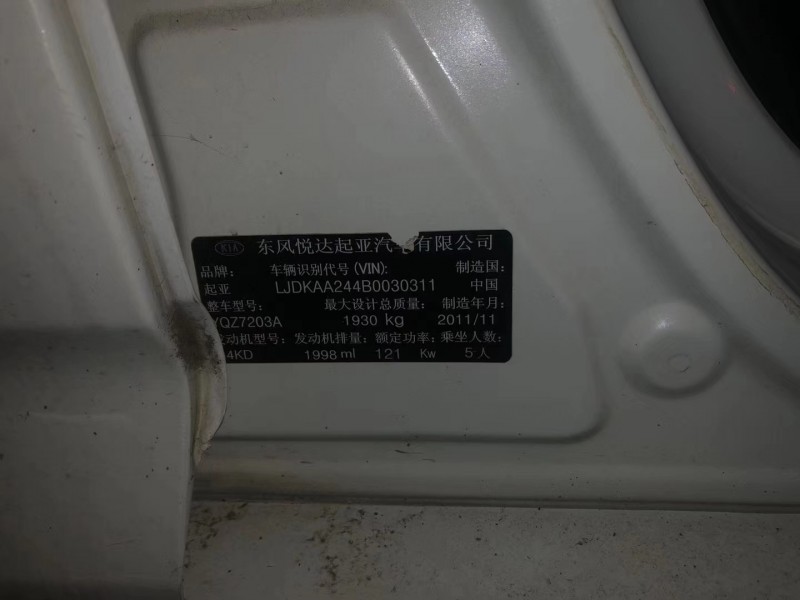 KIA 东风悦达起亚汽车有限公司
品牌: 车辆识别代号(VIN): 制造国:
起亚 LJDKAA244B0030311 中国
整车型号: 最大设计总质量: 制造年月:
YQZ7203A 1930 kg 2011/11
发动机型号: 发动机排量: 额定功率: 乘坐人数:
4KD 1998 ml 121 Kw 5 人